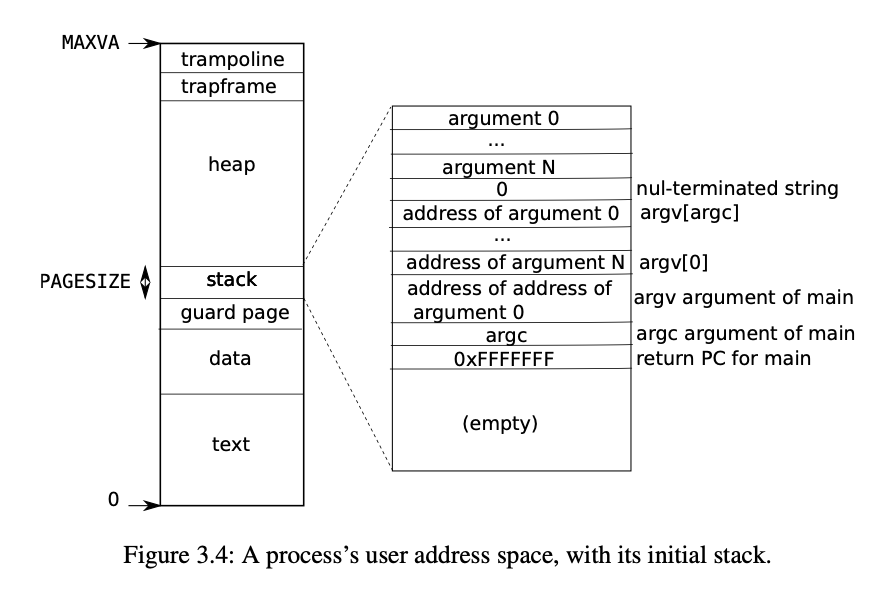 MAXVA
trampoline
trapframe
heap
PAGESIZE
stack
guard page
data
text
0
argument 0
...
argument N
0
nul-terminated string
address of argument 0
argv[argc]
...
address of argument N
argv[0]
address of address of
argument 0
argv argument of main
argc
argc argument of main
0xFFFFFFF
return PC for main
(empty)
Figure 3.4: A process’s user address space, with its initial stack.